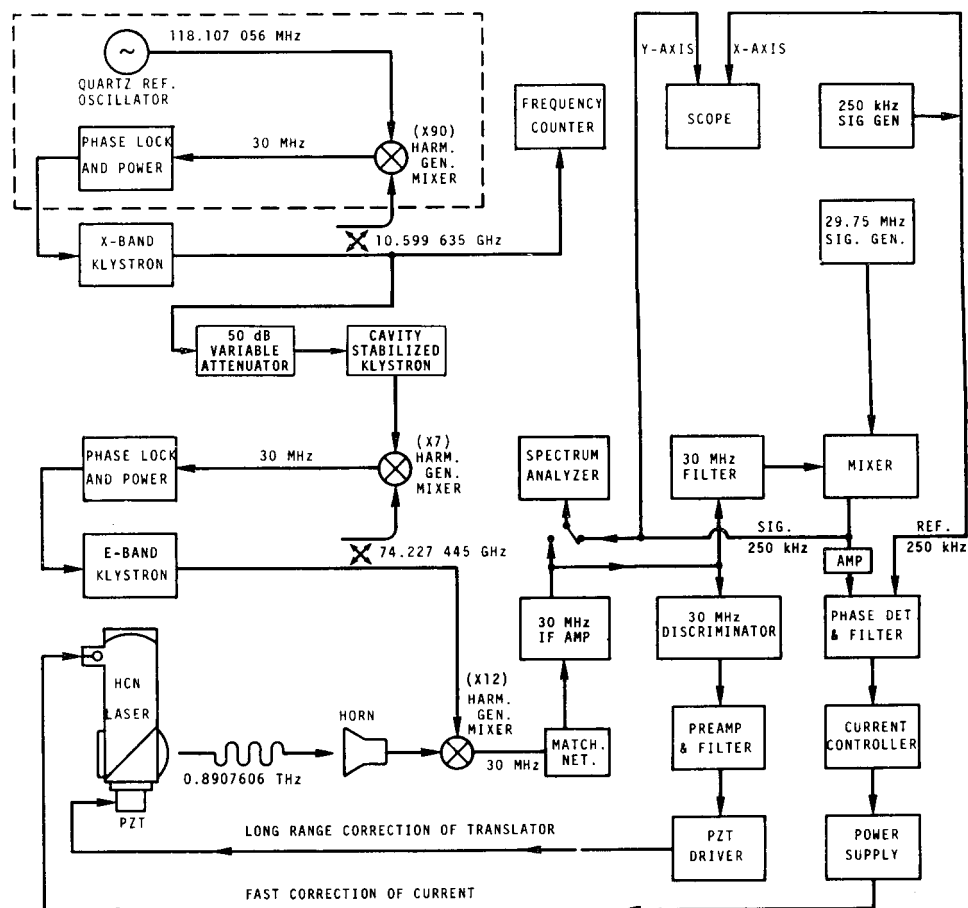 118.107 056 MHz
~
QUARTZ REF.
OSCILLATOR
PHASE LOCK
AND POWER
30 MHz
(X90)
HARM.
GEN.
MIXER
X-BAND
KLYSTRON
10.599 635 GHz
FREQUENCY
COUNTER
Y-AXIS
X-AXIS
SCOPE
250 kHz
SIG GEN
29.75 MHz
SIG. GEN.
50 dB
VARIABLE
ATTENUATOR
CAVITY
STABILIZED
KLYSTRON
PHASE LOCK
AND POWER
30 MHz
(X7)
HARM.
GEN.
MIXER
E-BAND
KLYSTRON
74.227 445 GHz
SPECTRUM
ANALYZER
30 MHz
FILTER
MIXER
SIG.
250 kHz
REF.
250 kHz
AMP
30 MHz
IF AMP
30 MHz
DISCRIMINATOR
PHASE DET
& FILTER
HCN
LASER
PZT
0.8907606 THz
HORN
(X12)
HARM.
GEN.
MIXER
30 MHz
MATCH.
NET.
PREAMP
& FILTER
CURRENT
CONTROLLER
PZT
DRIVER
POWER
SUPPLY
LONG RANGE CORRECTION OF TRANSLATOR
FAST CORRECTION OF CURRENT